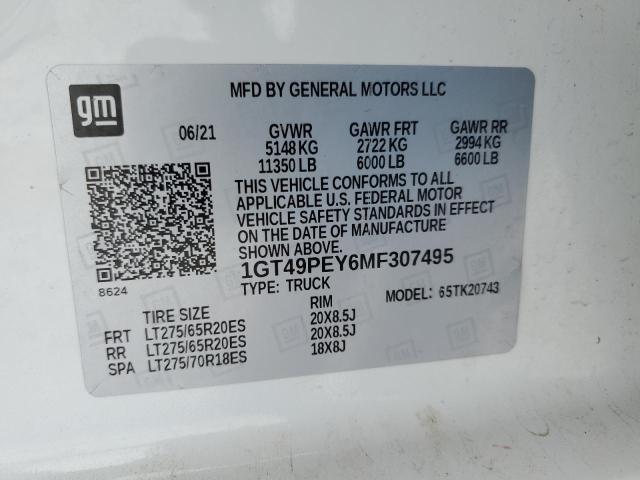 gm
MFD BY GENERAL MOTORS LLC
06/21 GVWR GAWR FRT GAWR RR
5148 KG 2722 KG 2994 KG
11350 LB 6000 LB 6600 LB
THIS VEHICLE CONFORMS TO ALL
APPLICABLE U.S. FEDERAL MOTOR
VEHICLE SAFETY STANDARDS IN EFFECT
ON THE DATE OF MANUFACTURE
SHOWN ABOVE.
8624
1GT49PEY6MF307495
TYPE: TRUCK MODEL: 65TK20743
TIRE SIZE RIM
FRT LT275/65R20ES 20X8.5J
RR LT275/65R20ES 20X8.5J
SPA LT275/70R18ES 18X8J